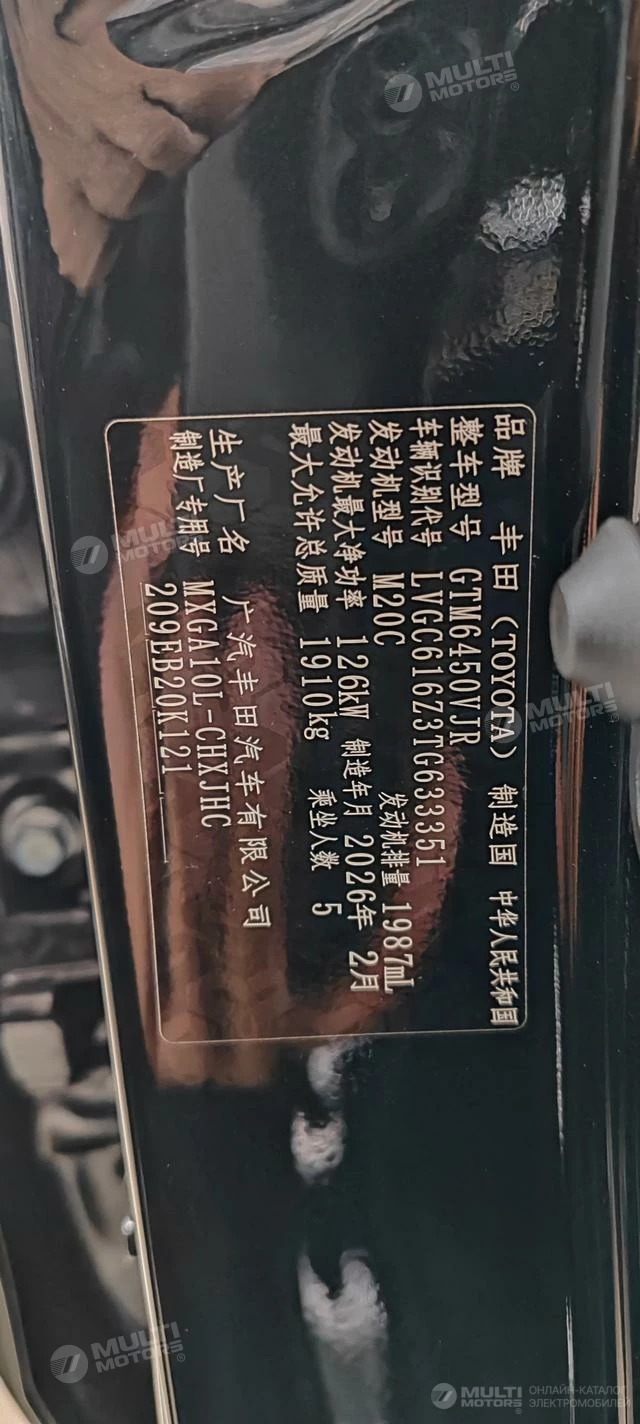 品牌 丰田（TOYOTA） 制造国 中华人民共和国
整车型号 GTM6450VJR
车辆识别代号 LVGC616Z3TG633351
发动机型号 M20C 发动机排量 1987mL
发动机最大净功率 126kW 制造年月 2026年 2月
最大允许总质量 1910kg 乘坐人数 5
生产厂名 广汽丰田汽车有限公司
制造厂专用号 MXGA10L-CHXJHC
209EB20K121
MULTI MOTORS®
MULTI MOTORS
MULTI MOTORS
MULTI MOTORS®
MULTI MOTORS ОНЛАЙН-КАТАЛОГ ЭЛЕКТРОМОБИЛЕЙ